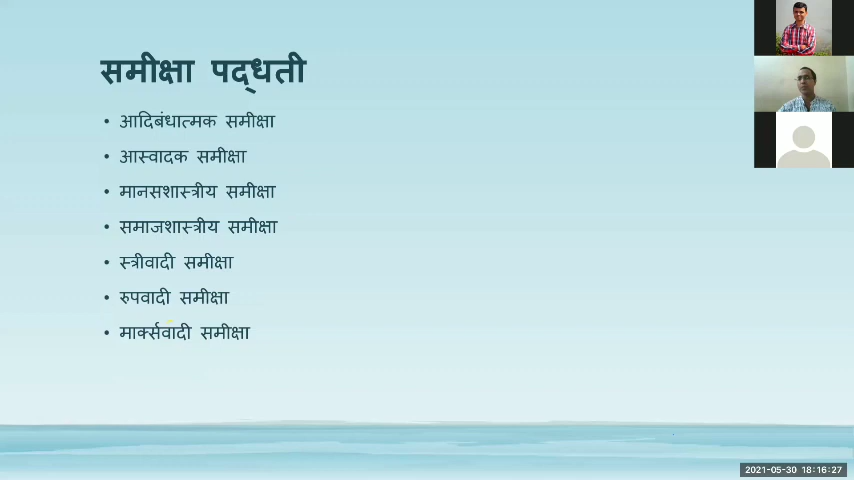 समीक्षा पद्धती
• आदिबंधात्मक समीक्षा
• आस्वादक समीक्षा
• मानसशास्त्रीय समीक्षा
• समाजशास्त्रीय समीक्षा
• स्त्रीवादी समीक्षा
• रुपवादी समीक्षा
• मार्क्सवादी समीक्षा
2021-05-30 18:16:27